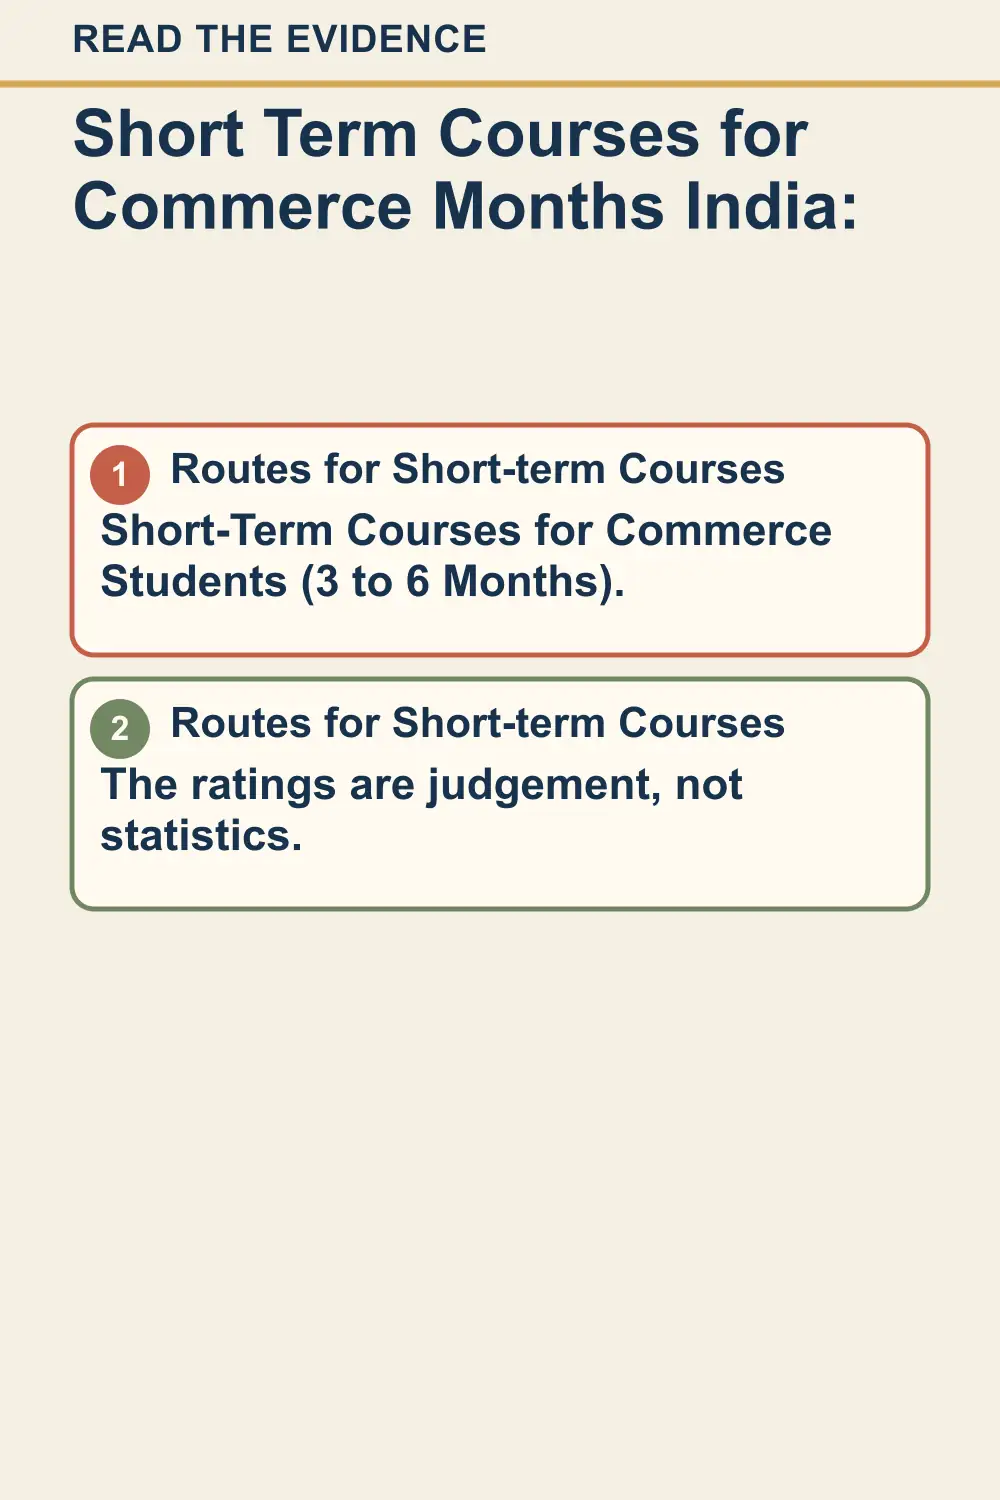 READ THE EVIDENCE
Short Term Courses for
Commerce Months India:
1 Routes for Short-term Courses
Short-Term Courses for Commerce
Students (3 to 6 Months).
2 Routes for Short-term Courses
The ratings are judgement, not
statistics.